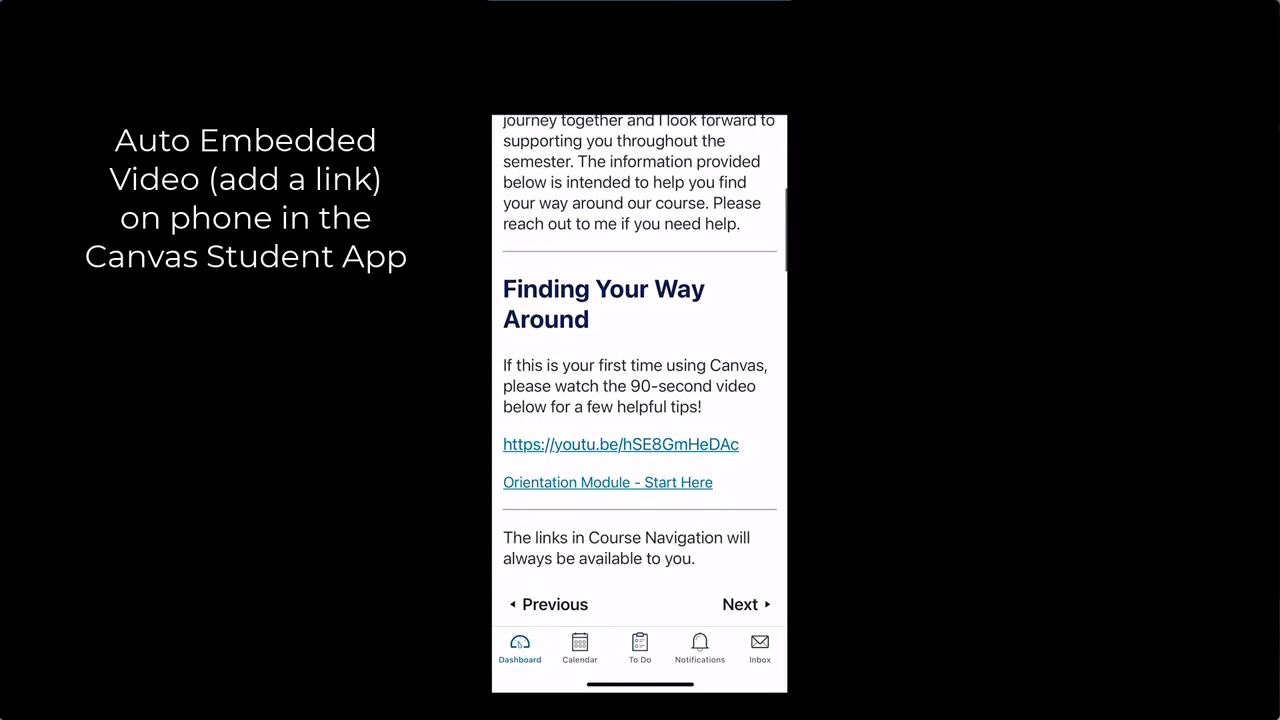 Auto Embedded
Video (add a link)
on phone in the
Canvas Student App
journey together and I look forward to
supporting you throughout the
semester. The information provided
below is intended to help you find
your way around our course. Please
reach out to me if you need help.
Finding Your Way
Around
If this is your first time using Canvas,
please watch the 90-second video
below for a few helpful tips!
https://youtu.be/hSE8GmHeDAc
Orientation Module - Start Here
The links in Course Navigation will
always be available to you.
Previous Next
Dashboard Calendar To Do Notifications Inbox